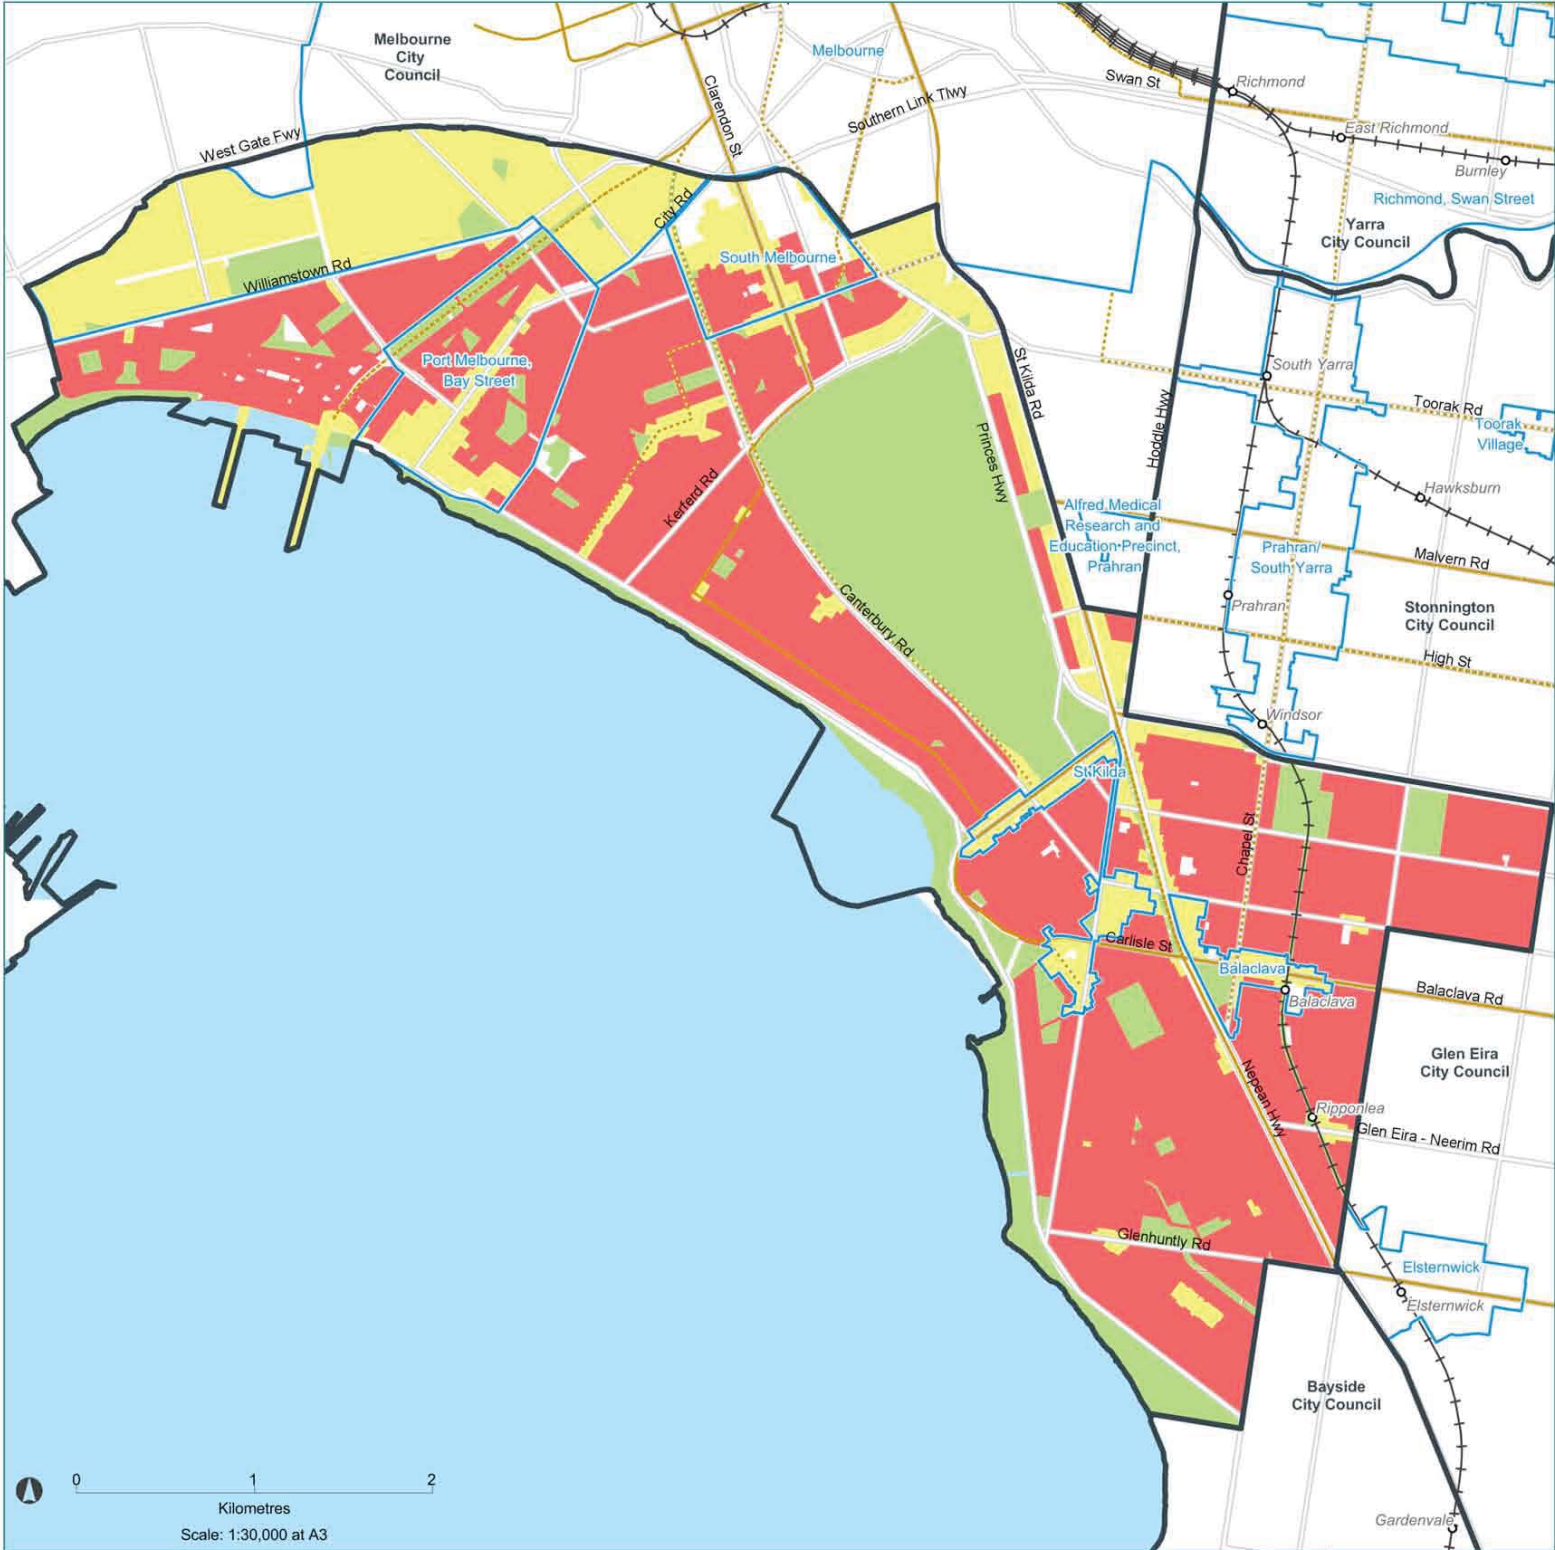 Melbourne
City
Council
Melbourne
Clarendon St
Swan St
Richmond
Southern Link Tlwy
East Richmond
West Gate Fwy
Burnley
Richmond, Swan Street
City Rd
Yarra
City Council
South Melbourne
Williamstown Rd
Port Melbourne,
Bay Street
St Kilda Rd
South Yarra
Toorak Rd
Toorak
Village
Hoddle Hwy
Princes Hwy
Kerferd Rd
Hawksburn
Alfred Medical
Research and
Education Precinct,
Prahran
Prahran/
South Yarra
Malvern Rd
Canterbury Rd
Prahran
Stonnington
City Council
High St
Windsor
St Kilda
Chapel St
Carlisle St
Balaclava
Balaclava
Balaclava Rd
Glen Eira
City Council
Nepean Hwy
Ripponlea
Glen Eira - Neerim Rd
Glenhuntly Rd
Elsternwick
Elsternwick
Bayside
City Council
0 1 2
Kilometres
Scale: 1:30,000 at A3
Gardenvale